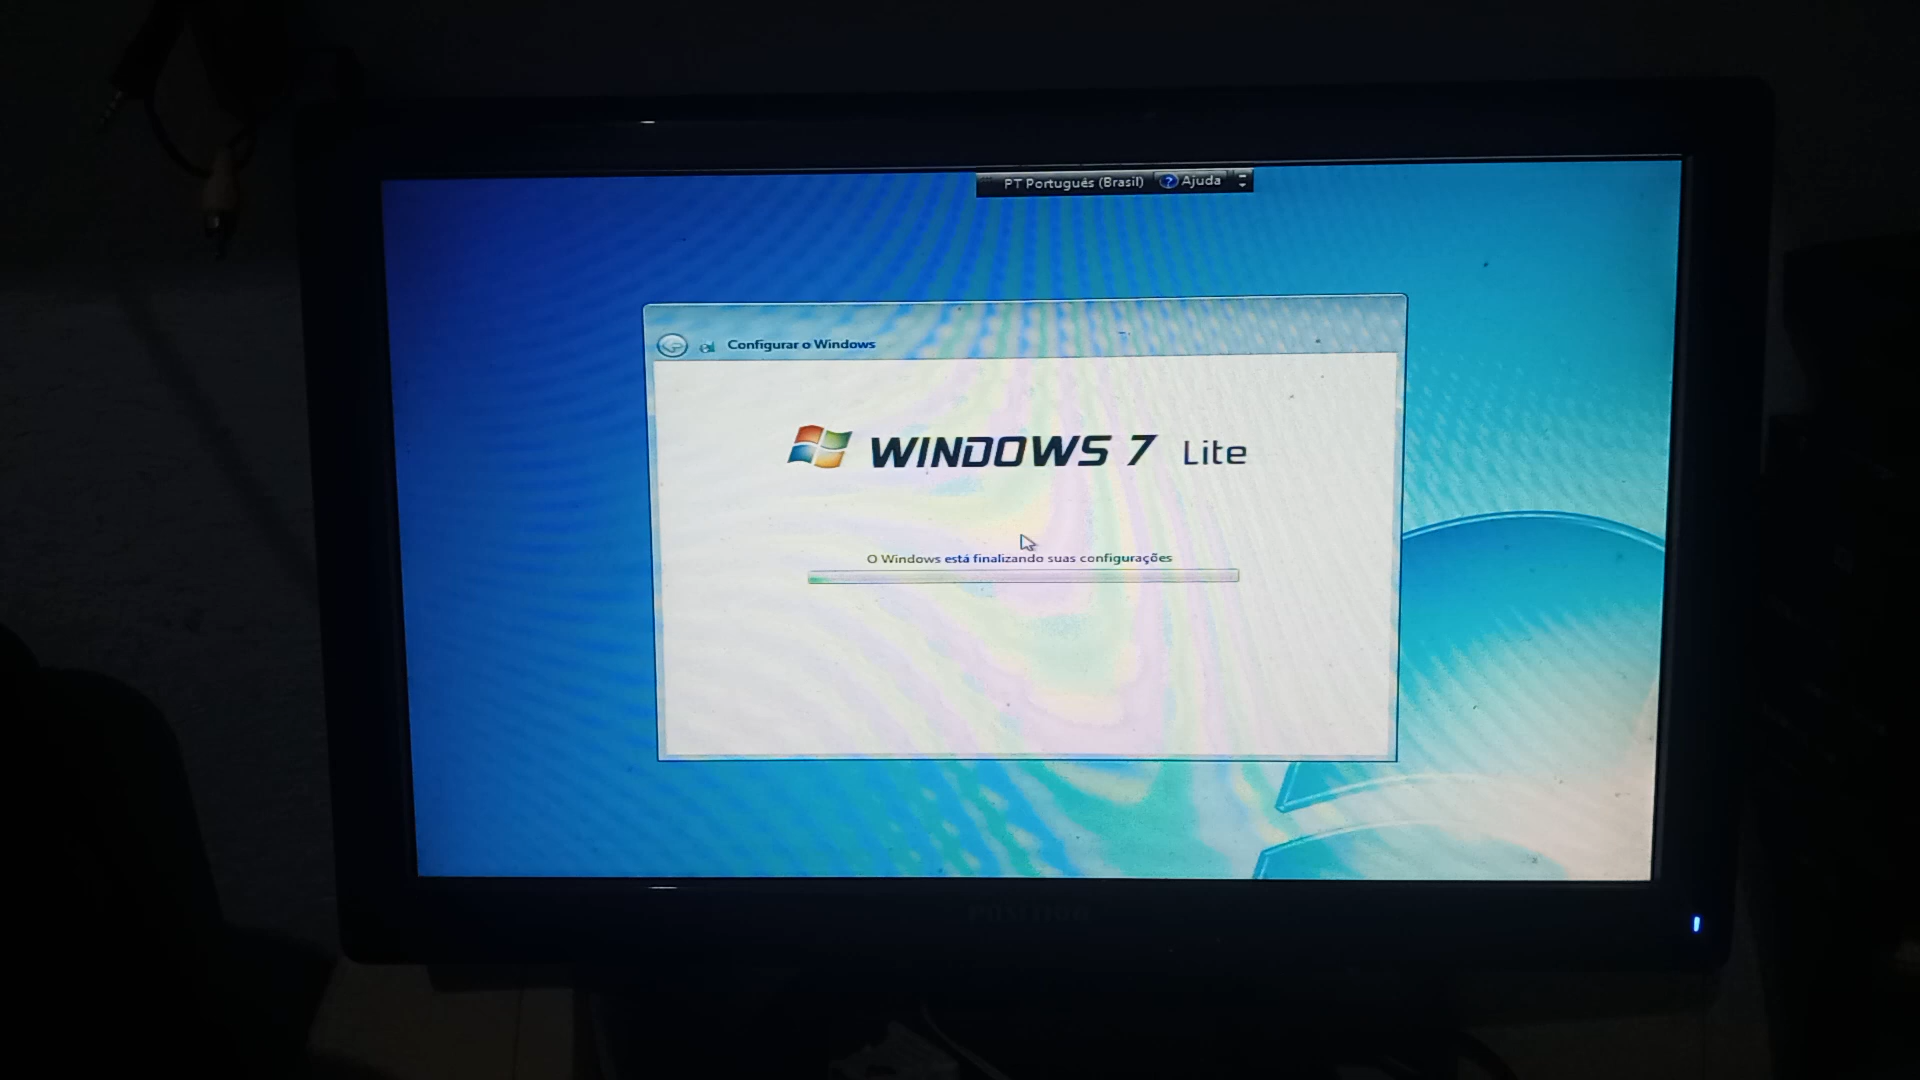 PT Português (Brasil) ? Ajuda
Configurar o Windows
WINDOWS 7 Lite
O Windows está finalizando suas configurações